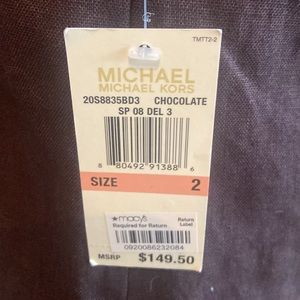 TMTT2-2
MICHAEL
MICHAEL KORS
20S8835BD3 CHOCOLATE
SP 08 DEL 3
8 80492 91388 6
SIZE 2
★macy's
Required for Return
Return
Label
0920086232084
MSRP $149.50